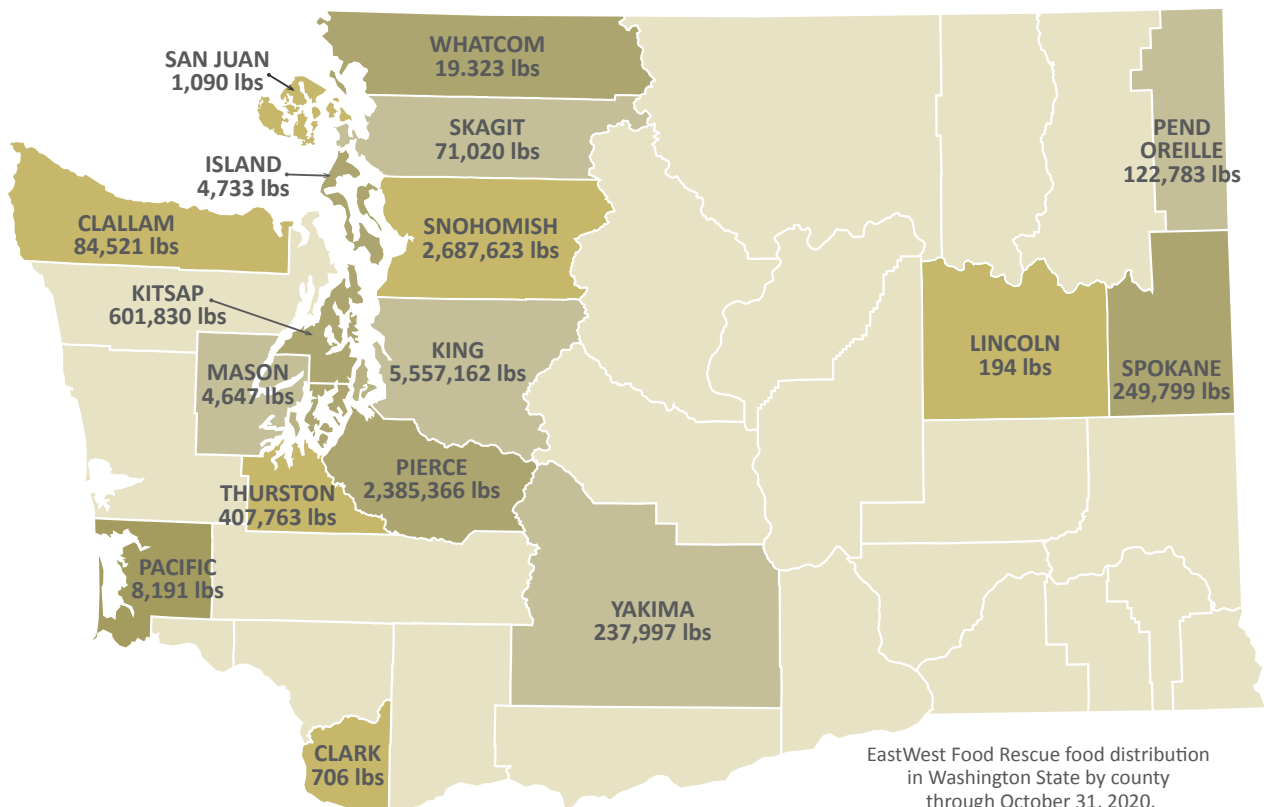 WHATCOM
19.323 lbs
SAN JUAN
1,090 lbs
SKAGIT
71,020 lbs
PEND
OREILLE
122,783 lbs
ISLAND
4,733 lbs
CLALLAM
84,521 lbs
SNOHOMISH
2,687,623 lbs
KITSAP
601,830 lbs
KING
5,557,162 lbs
LINCOLN
194 lbs
MASON
4,647 lbs
SPOKANE
249,799 lbs
PIERCE
2,385,366 lbs
THURSTON
407,763 lbs
PACIFIC
8,191 lbs
YAKIMA
237,997 lbs
CLARK
706 lbs
EastWest Food Rescue food distribution
in Washington State by county
through October 31, 2020.